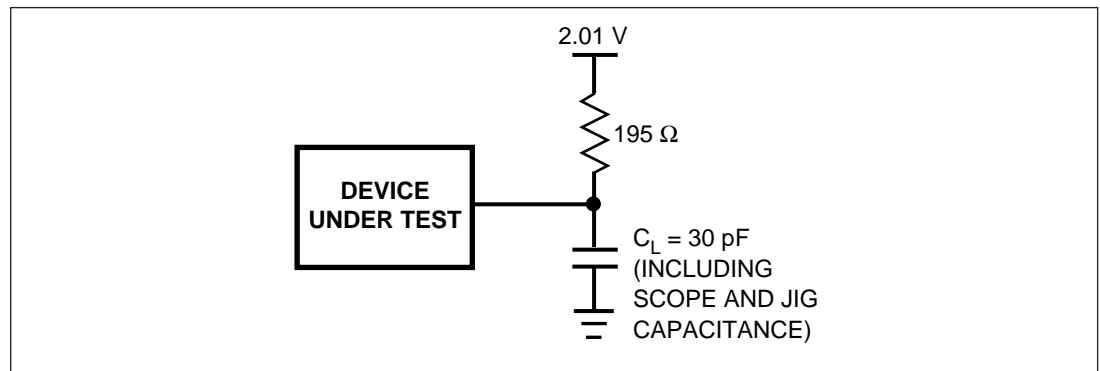 2.01 V
195 Ω
DEVICE
UNDER TEST
C_L = 30 pF
(INCLUDING
SCOPE AND JIG
CAPACITANCE)